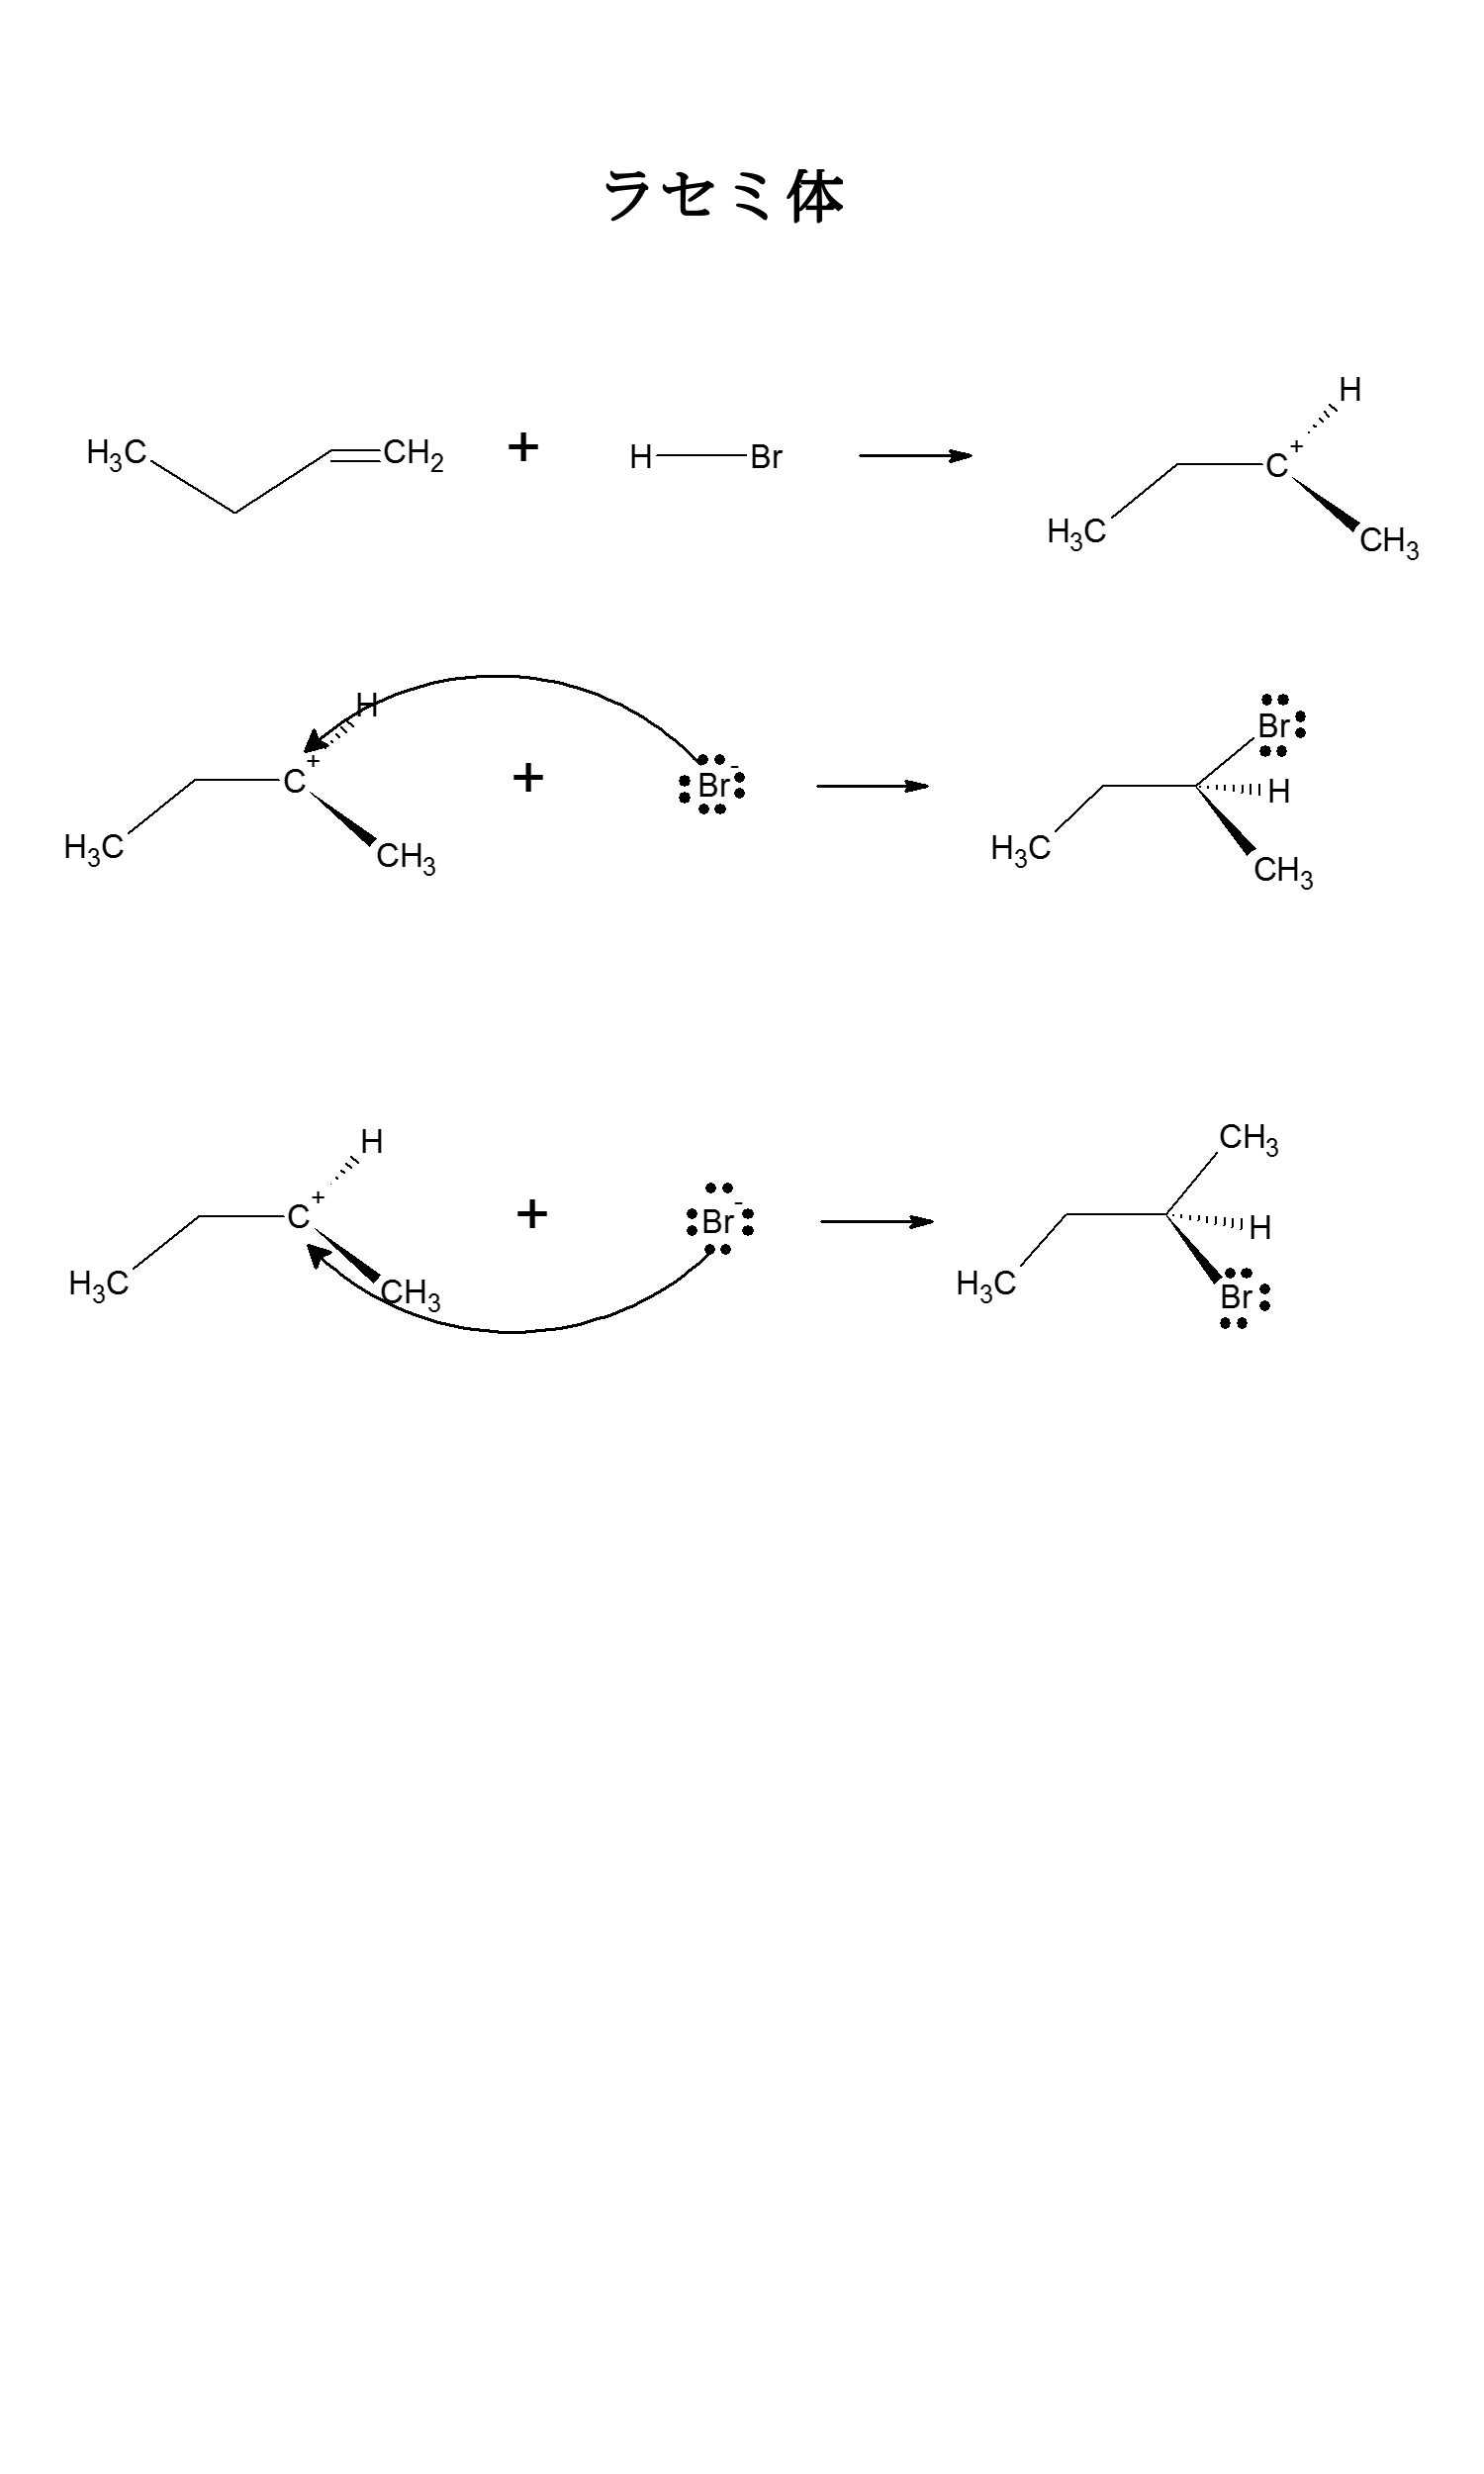 ラセミ体
H3C CH2 + H Br C+ H H3C CH3
H C+ H3C CH3 + Br- Br H H3C CH3
H C+ H3C CH3 + Br- CH3 H H3C Br